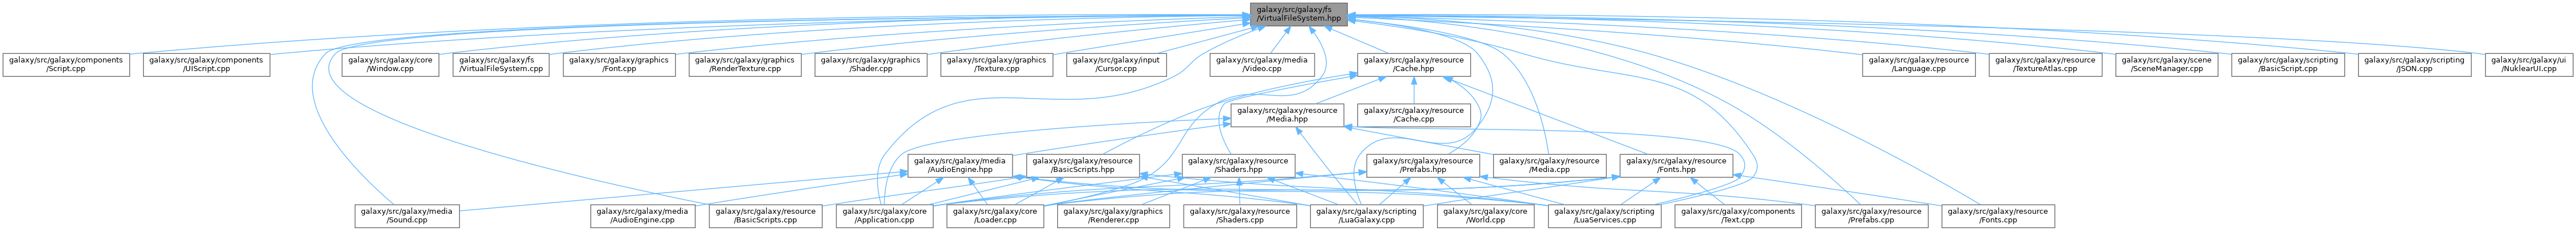 galaxy/src/galaxy/fs
/VirtualFileSystem.hpp
galaxy/src/galaxy/components
/Script.cpp
galaxy/src/galaxy/components
/UIScript.cpp
galaxy/src/galaxy/core
/Window.cpp
galaxy/src/galaxy/fs
/VirtualFileSystem.cpp
galaxy/src/galaxy/graphics
/Font.cpp
galaxy/src/galaxy/graphics
/RenderTexture.cpp
galaxy/src/galaxy/graphics
/Shader.cpp
galaxy/src/galaxy/graphics
/Texture.cpp
galaxy/src/galaxy/input
/Cursor.cpp
galaxy/src/galaxy/media
/Video.cpp
galaxy/src/galaxy/resource
/Cache.hpp
galaxy/src/galaxy/resource
/Language.cpp
galaxy/src/galaxy/resource
/TextureAtlas.cpp
galaxy/src/galaxy/scene
/SceneManager.cpp
galaxy/src/galaxy/scripting
/BasicScript.cpp
galaxy/src/galaxy/scripting
/JSON.cpp
galaxy/src/galaxy/ui
/NuklearUI.cpp
galaxy/src/galaxy/resource
/Media.hpp
galaxy/src/galaxy/resource
/Cache.cpp
galaxy/src/galaxy/media
/AudioEngine.hpp
galaxy/src/galaxy/resource
/BasicScripts.hpp
galaxy/src/galaxy/resource
/Shaders.hpp
galaxy/src/galaxy/resource
/Prefabs.hpp
galaxy/src/galaxy/resource
/Media.cpp
galaxy/src/galaxy/resource
/Fonts.hpp
galaxy/src/galaxy/media
/Sound.cpp
galaxy/src/galaxy/media
/AudioEngine.cpp
galaxy/src/galaxy/resource
/BasicScripts.cpp
galaxy/src/galaxy/core
/Application.cpp
galaxy/src/galaxy/core
/Loader.cpp
galaxy/src/galaxy/graphics
/Renderer.cpp
galaxy/src/galaxy/resource
/Shaders.cpp
galaxy/src/galaxy/scripting
/LuaGalaxy.cpp
galaxy/src/galaxy/core
/World.cpp
galaxy/src/galaxy/scripting
/LuaServices.cpp
galaxy/src/galaxy/components
/Text.cpp
galaxy/src/galaxy/resource
/Prefabs.cpp
galaxy/src/galaxy/resource
/Fonts.cpp